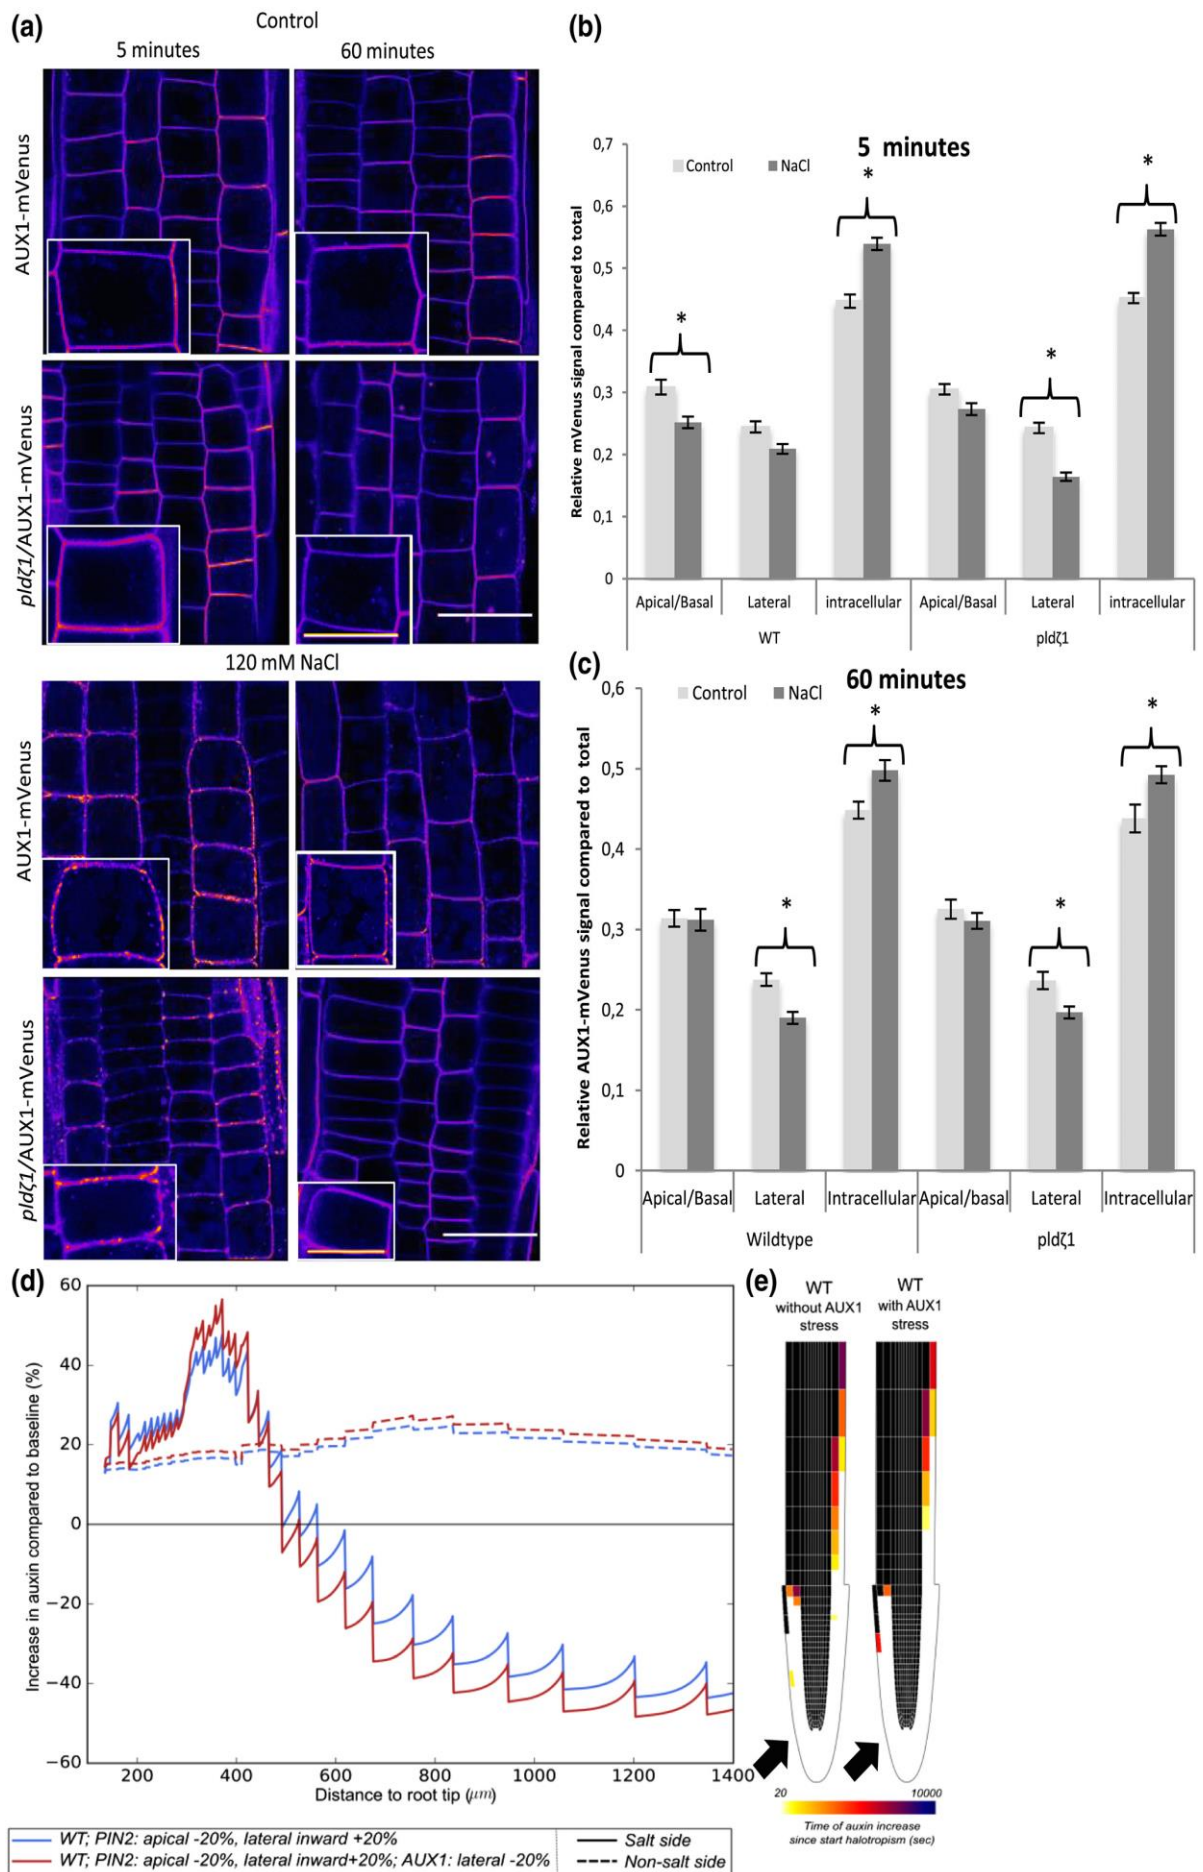 (a)
Control
5 minutes
60 minutes
AUX1-mVenus
pldζ1/AUX1-mVenus
120 mM NaCl
AUX1-mVenus
pldζ1/AUX1-mVenus
(b)
5 minutes
Control
NaCl
Relative mVenus signal compared to total
0,7
0,6
0,5
0,4
0,3
0,2
0,1
0
*
*
*
*
Apical/Basal
Lateral
intracellular
Apical/Basal
Lateral
intracellular
WT
pldζ1
(c)
60 minutes
Control
NaCl
Relative AUX1-mVenus signal compared to total
0,6
0,5
0,4
0,3
0,2
0,1
0
*
*
*
*
Apical/Basal
Lateral
Intracellular
Apical/basal
Lateral
Intracellular
Wildtype
pldζ1
(d)
Increase in auxin compared to baseline (%)
60
40
20
0
−20
−40
−60
200
400
600
800
1000
1200
1400
Distance to root tip (μm)
WT; PIN2: apical -20%, lateral inward +20%
WT; PIN2: apical -20%, lateral inward+20%; AUX1: lateral -20%
Salt side
Non-salt side
(e)
WT
without AUX1
stress
WT
with AUX1
stress
20
10000
Time of auxin increase
since start halotropism (sec)